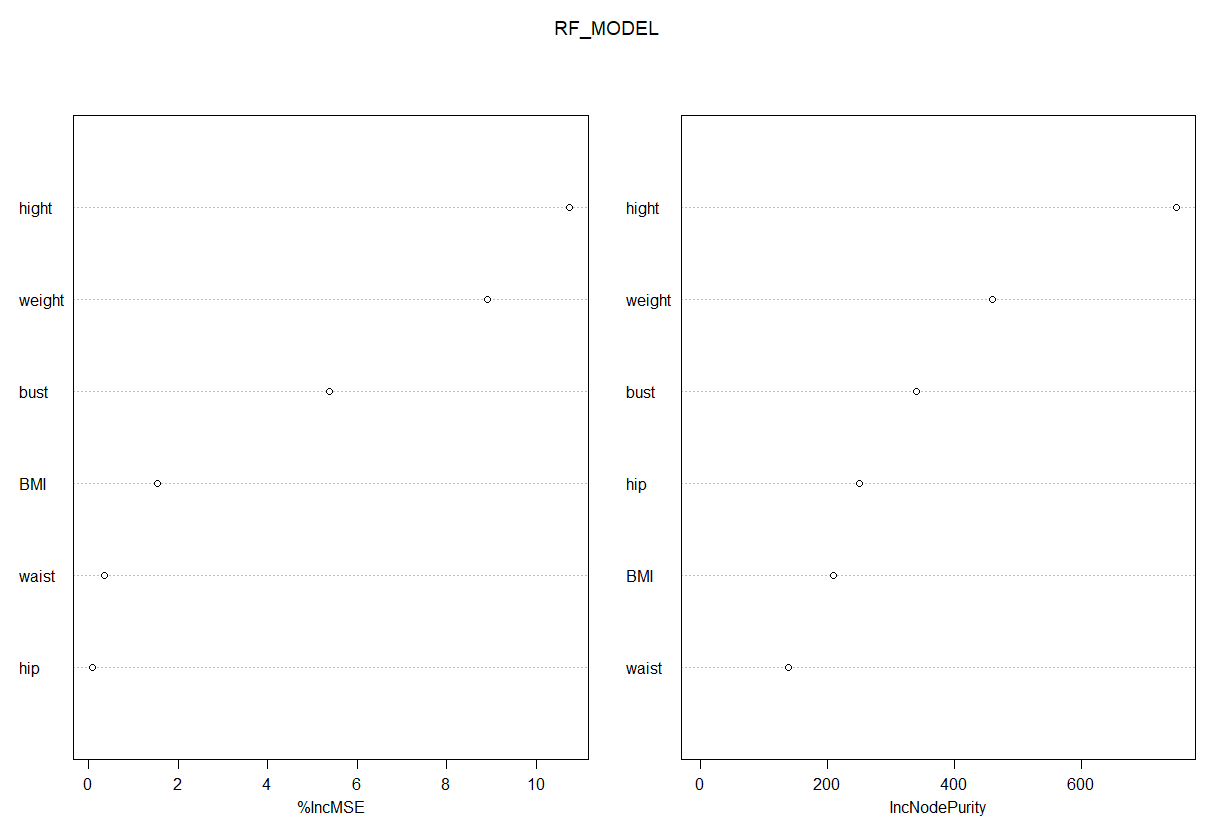 RF_MODEL
hight
weight
bust
BMI
waist
hip
0 2 4 6 8 10
%IncMSE
hight
weight
bust
hip
BMI
waist
0 200 400 600
IncNodePurity